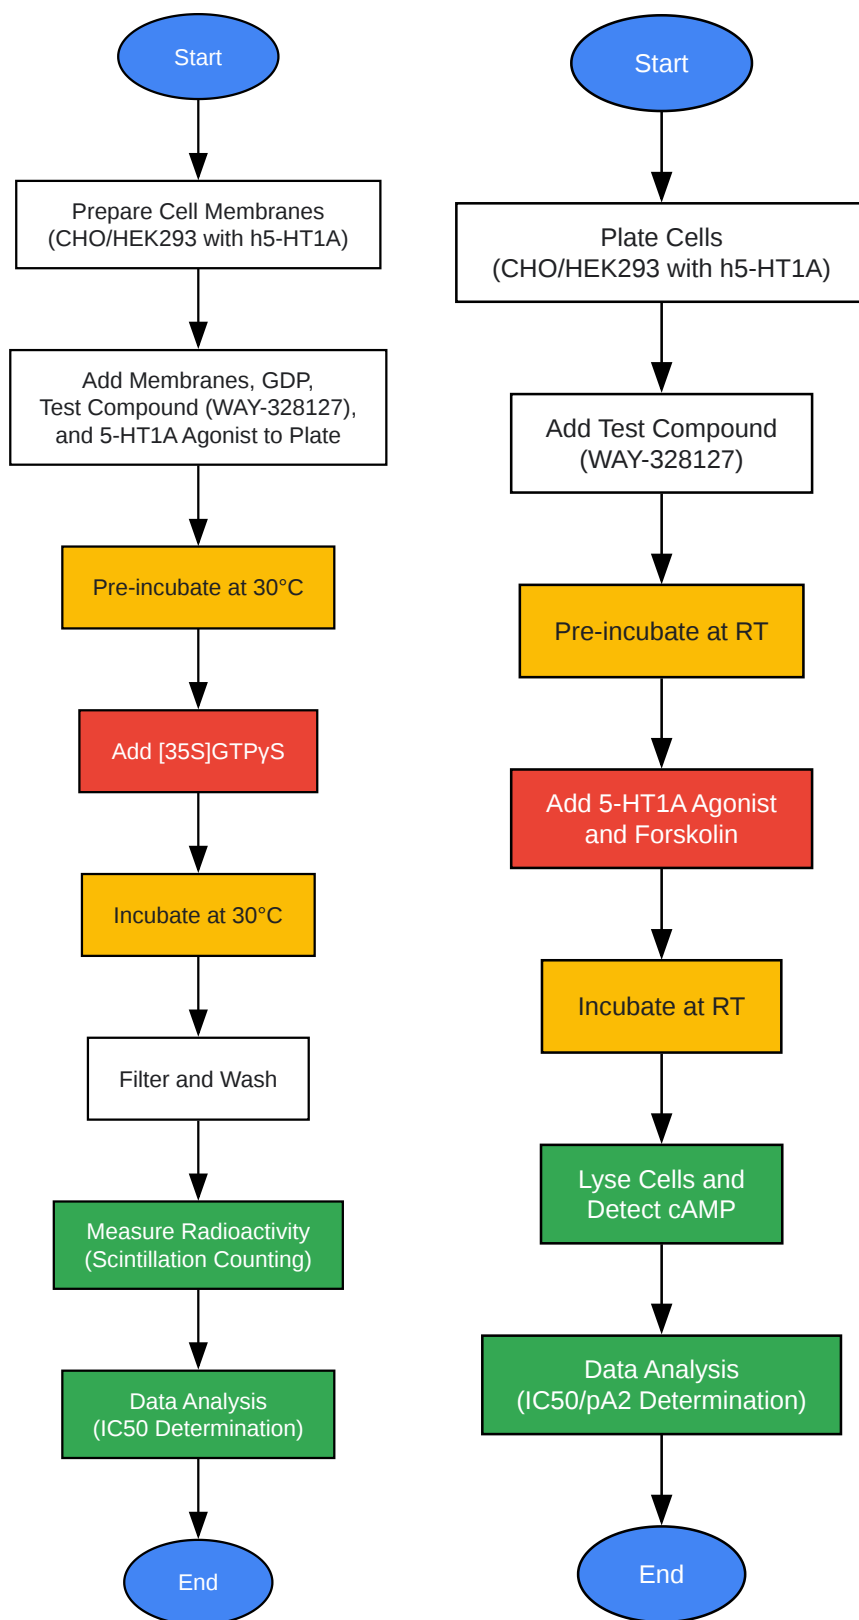 Start
Prepare Cell Membranes
(CHO/HEK293 with h5-HT1A)
Add Membranes, GDP,
Test Compound (WAY-328127),
and 5-HT1A Agonist to Plate
Pre-incubate at 30°C
Add [35S]GTPγS
Incubate at 30°C
Filter and Wash
Measure Radioactivity
(Scintillation Counting)
Data Analysis
(IC50 Determination)
End
Start
Plate Cells
(CHO/HEK293 with h5-HT1A)
Add Test Compound
(WAY-328127)
Pre-incubate at RT
Add 5-HT1A Agonist
and Forskolin
Incubate at RT
Lyse Cells and
Detect cAMP
Data Analysis
(IC50/pA2 Determination)
End